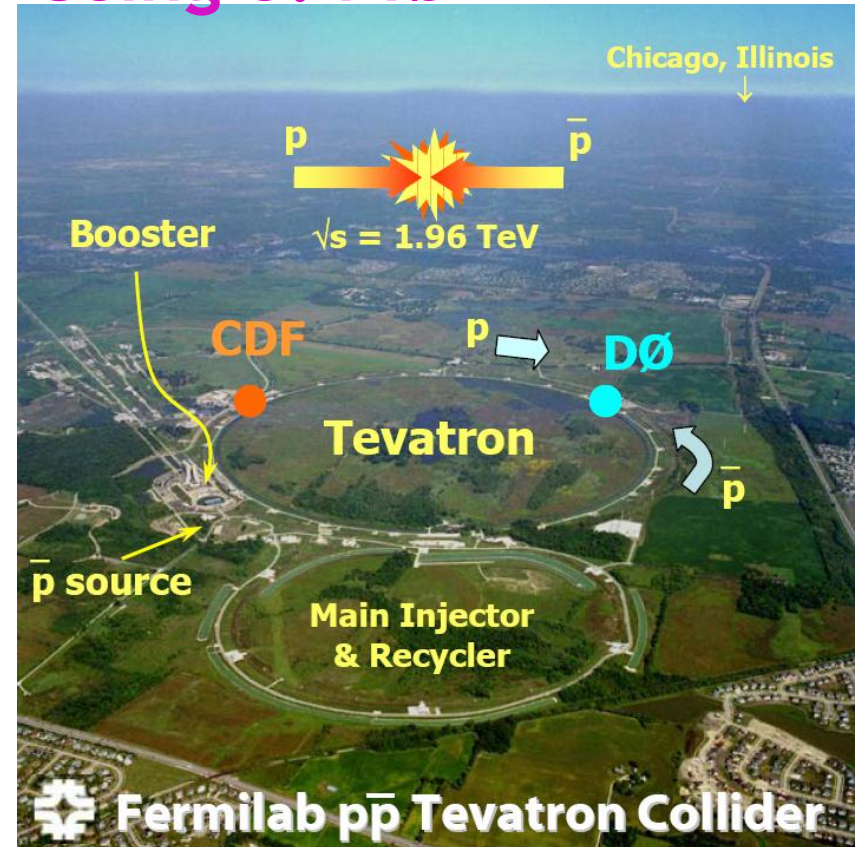 Chicago, Illinois
↓
p p̅
Booster
√s = 1.96 TeV
CDF
p
DØ
Tevatron
p̅
p̅ source
Main Injector
& Recycler
Fermilab pp̅ Tevatron Collider